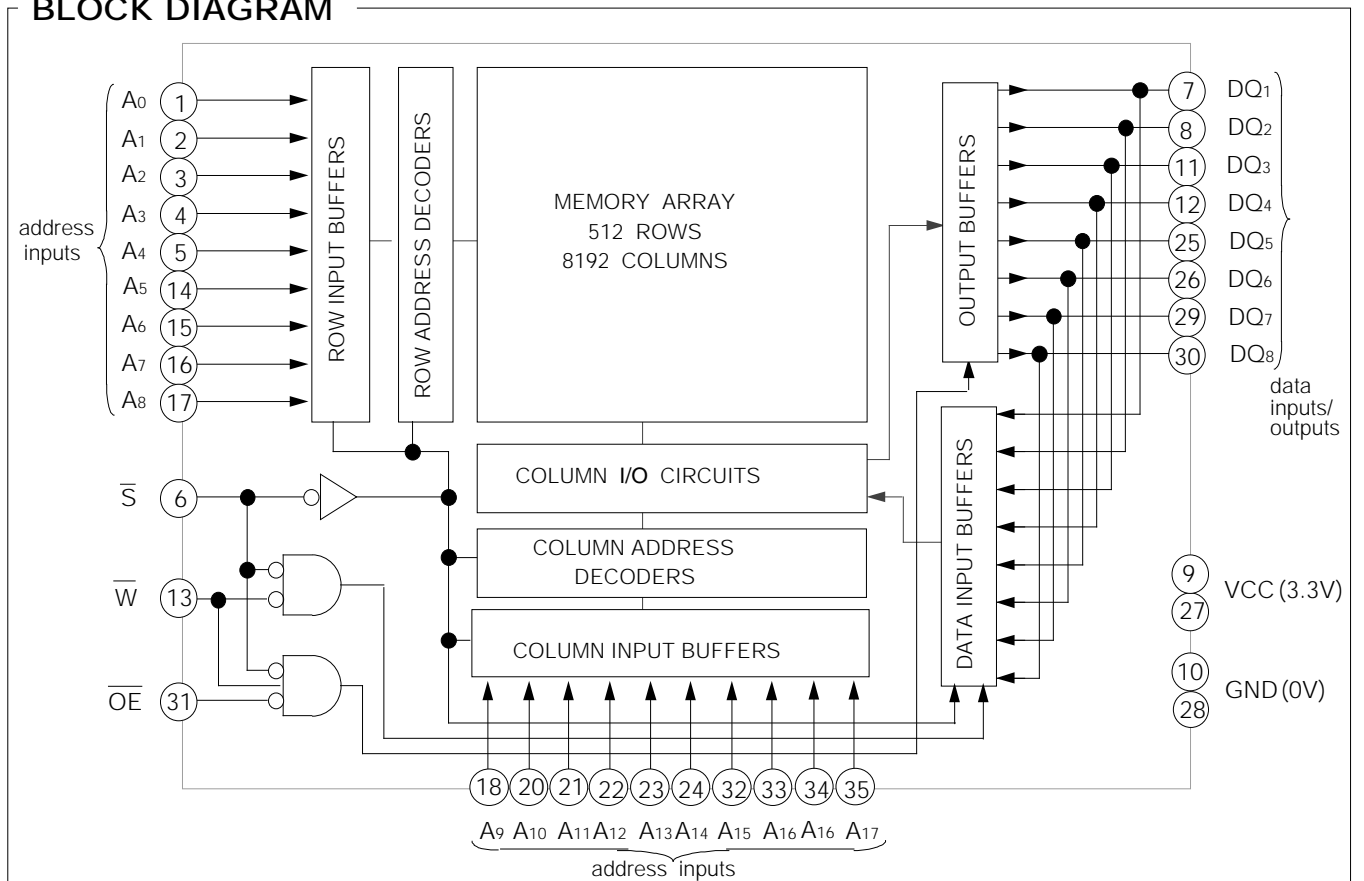 BLOCK DIAGRAM
address
inputs
A0 1
A1 2
A2 3
A3 4
A4 5
A5 14
A6 15
A7 16
A8 17
S 6
W 13
OE 31
ROW INPUT BUFFERS
ROW ADDRESS DECODERS
MEMORY ARRAY
512 ROWS
8192 COLUMNS
COLUMN I/O CIRCUITS
COLUMN ADDRESS
DECODERS
COLUMN INPUT BUFFERS
OUTPUT BUFFERS
DATA INPUT BUFFERS
7 DQ1
8 DQ2
11 DQ3
12 DQ4
25 DQ5
26 DQ6
29 DQ7
30 DQ8
data
inputs/
outputs
9
27
VCC (3.3V)
10
28
GND (0V)
18 20 21 22 23 24 32 33 34 35
A9 A10 A11 A12 A13 A14 A15 A16 A16 A17
address inputs